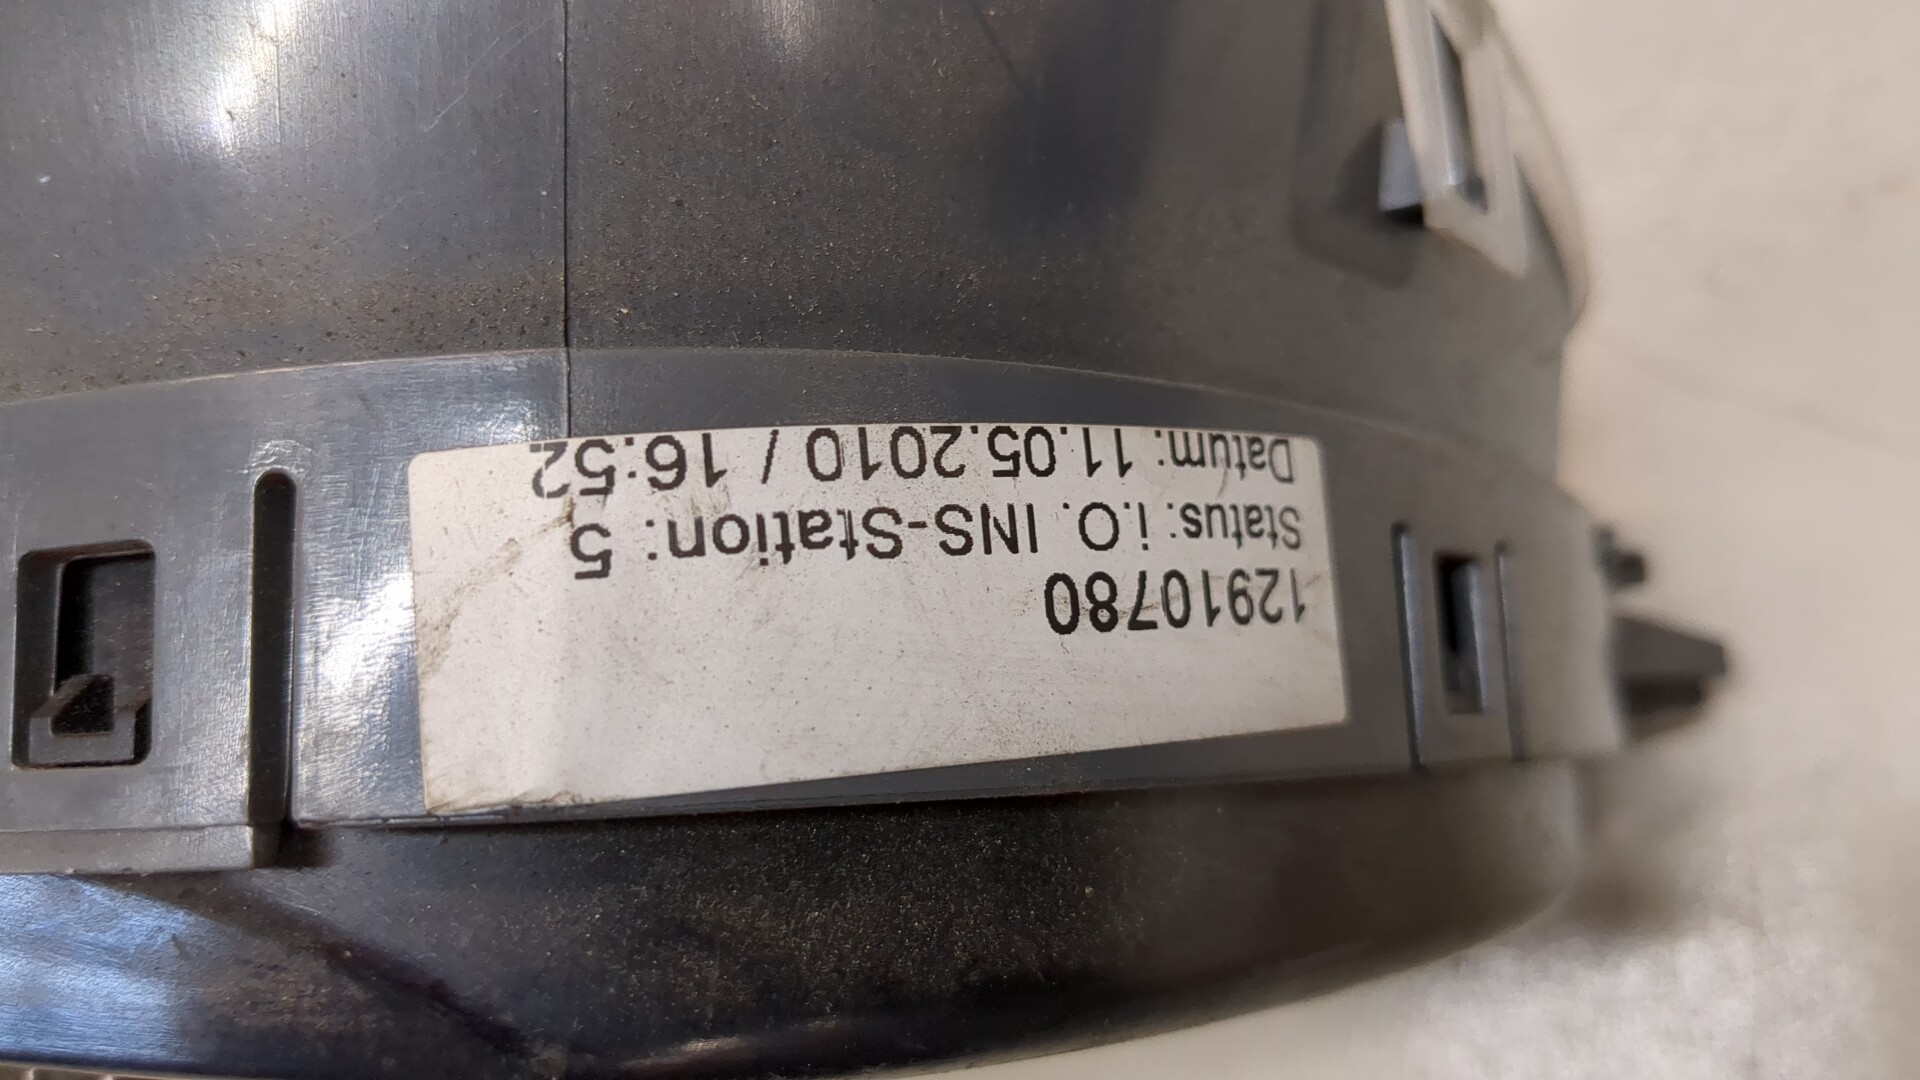 12910780
Status: i.O. INS-Station: 5
Datum: 11.05.2010 / 16:52